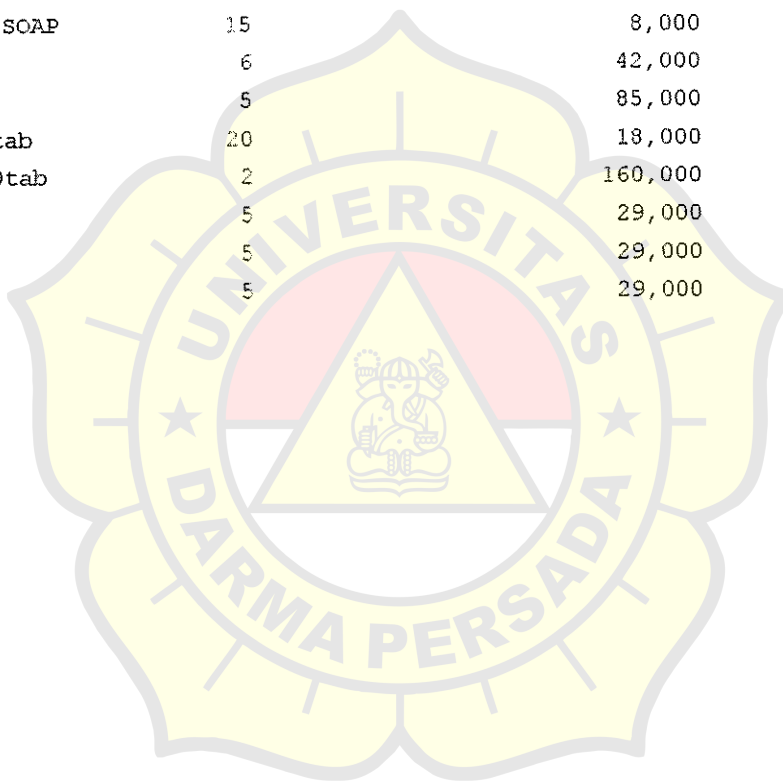 SOAP 15 8,000
6 42,000
5 85,000
tab 20 18,000
0tab 2 160,000
5 29,000
5 29,000
5 29,000
UNIVERSITAS
DARMA PERSADA